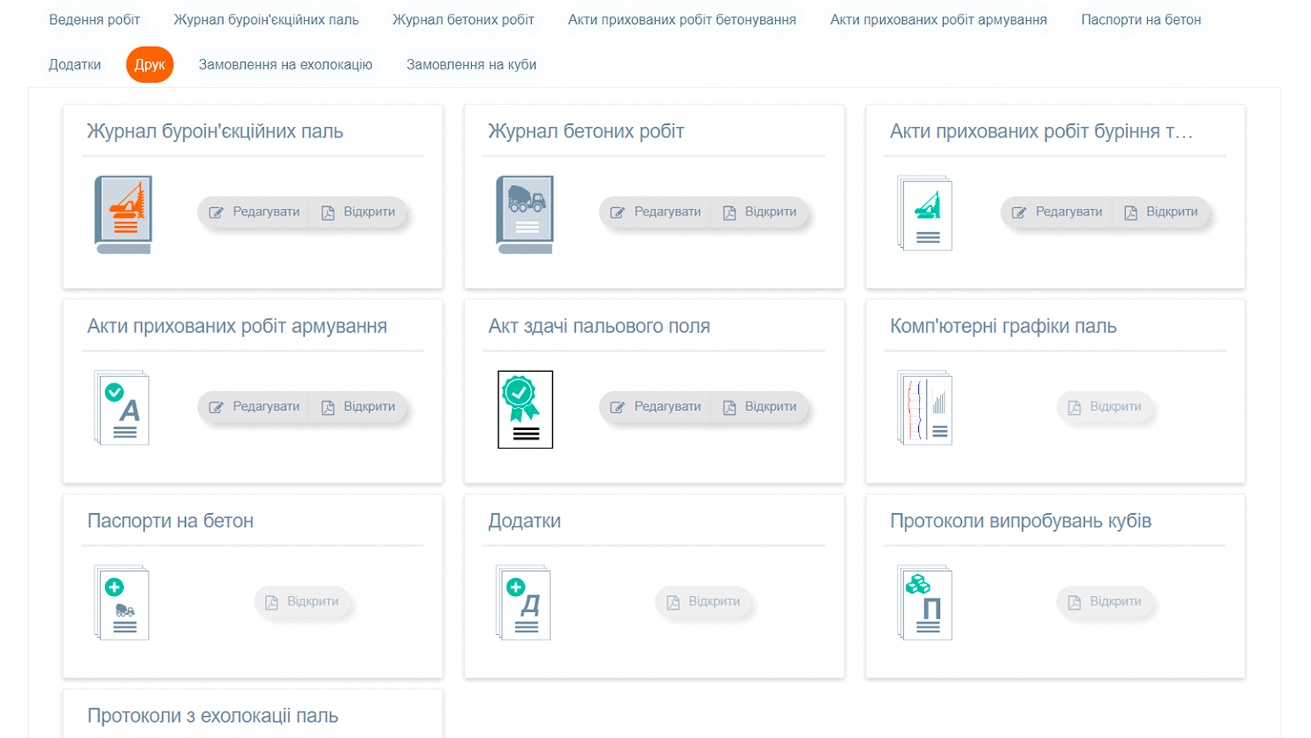 Ведення робіт Журнал буроін'єкційних паль Журнал бетоних робіт Акти прихованих робіт бетонування Акти прихованих робіт армування Паспорти на бетон
Додатки Друк Замовлення на ехолокацію Замовлення на куби
Журнал буроін'єкційних паль Журнал бетоних робіт Акти прихованих робіт буріння т...
Редагувати Відкрити Редагувати Відкрити Редагувати Відкрити
Акти прихованих робіт армування Акт здачі пальового поля Комп'ютерні графіки паль
А
Редагувати Відкрити Редагувати Відкрити Відкрити
Паспорти на бетон Додатки Протоколи випробувань кубів
Д П
Відкрити Відкрити Відкрити
Протоколи з ехолокації паль